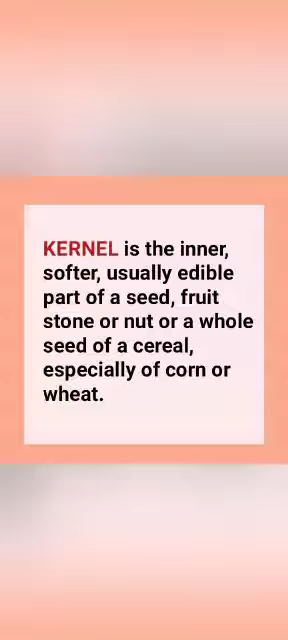 KERNEL is the inner,
softer, usually edible
part of a seed, fruit
stone or nut or a whole
seed of a cereal,
especially of corn or
wheat.